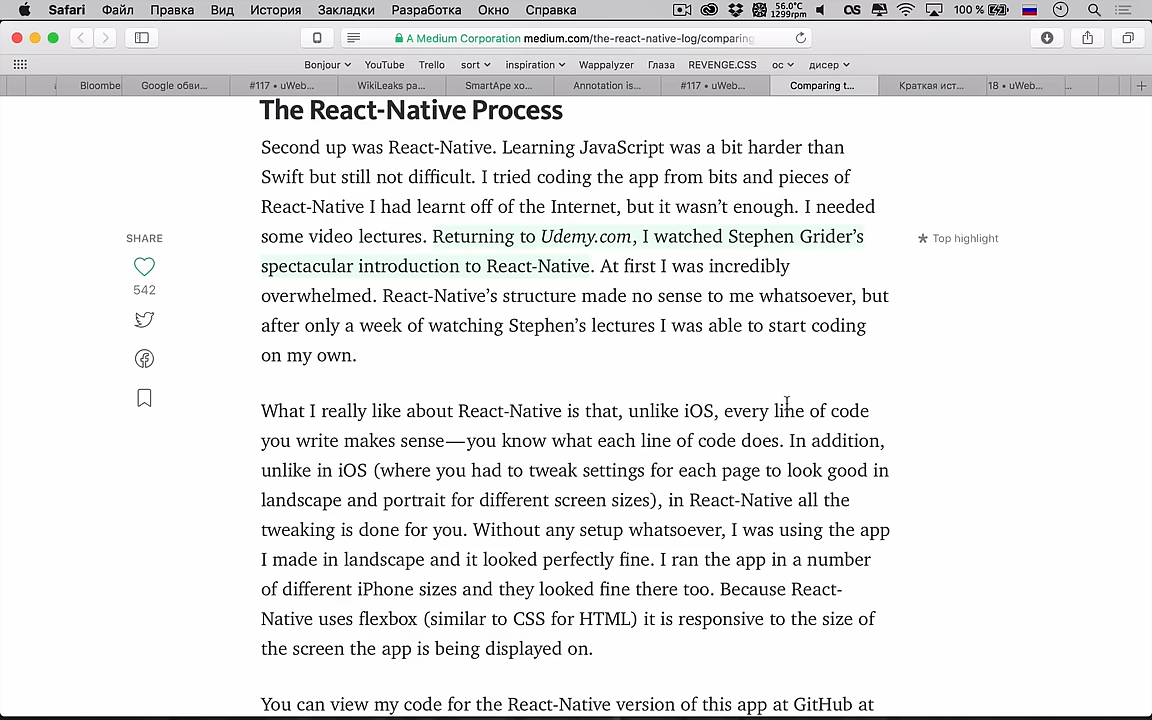 Safari Файл Правка Вид История Закладки Разработка Окно Справка
56.0°C
1299rpm
100 %
A Medium Corporation medium.com/the-react-native-log/comparing
Bonjour YouTube Trello sort inspiration Wappalyzer Глаза REVENGE.CSS ос дисер
Bloombe Google обви... #117 • uWeb... WikiLeaks ра... SmartApe хо... Annotation is... #117 • uWeb... Comparing t... Краткая ист... 18 • uWeb...
The React-Native Process
Second up was React-Native. Learning JavaScript was a bit harder than
Swift but still not difficult. I tried coding the app from bits and pieces of
React-Native I had learnt off of the Internet, but it wasn’t enough. I needed
some video lectures. Returning to Udemy.com, I watched Stephen Grider’s
spectacular introduction to React-Native. At first I was incredibly
overwhelmed. React-Native’s structure made no sense to me whatsoever, but
after only a week of watching Stephen’s lectures I was able to start coding
on my own.
SHARE
542
Top highlight
What I really like about React-Native is that, unlike iOS, every line of code
you write makes sense—you know what each line of code does. In addition,
unlike in iOS (where you had to tweak settings for each page to look good in
landscape and portrait for different screen sizes), in React-Native all the
tweaking is done for you. Without any setup whatsoever, I was using the app
I made in landscape and it looked perfectly fine. I ran the app in a number
of different iPhone sizes and they looked fine there too. Because React-
Native uses flexbox (similar to CSS for HTML) it is responsive to the size of
the screen the app is being displayed on.
You can view my code for the React-Native version of this app at GitHub at